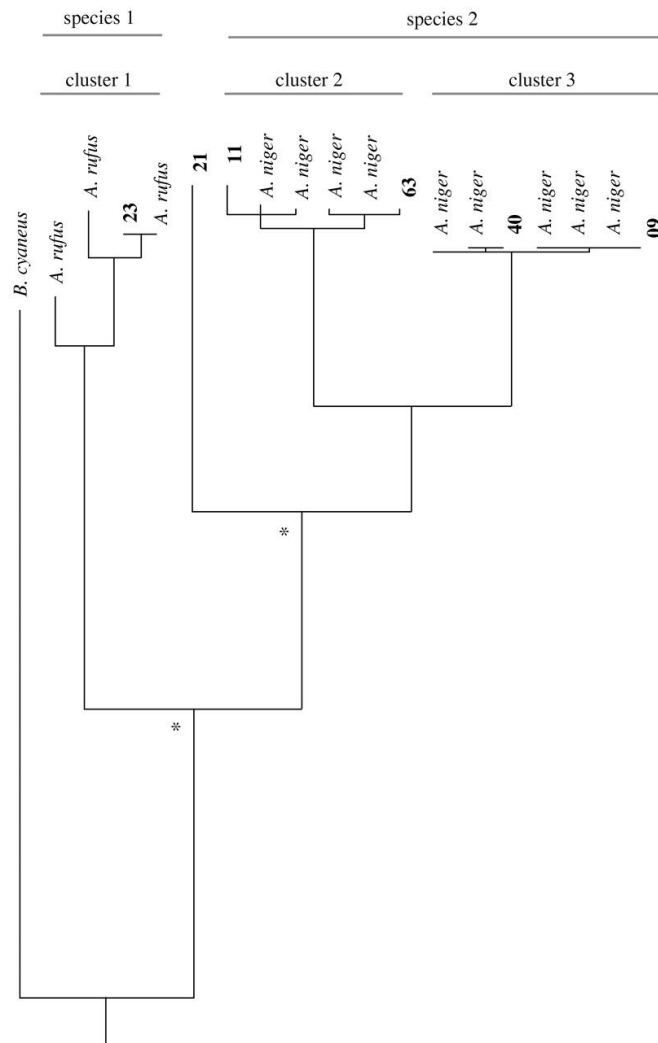 species 1
species 2
cluster 1
cluster 2
cluster 3
B. cyaneus
A. rufus
A. rufus
23
A. rufus
21
11
A. niger
A. niger
A. niger
A. niger
63
A. niger
A. niger
40
A. niger
A. niger
A. niger
09
*
*